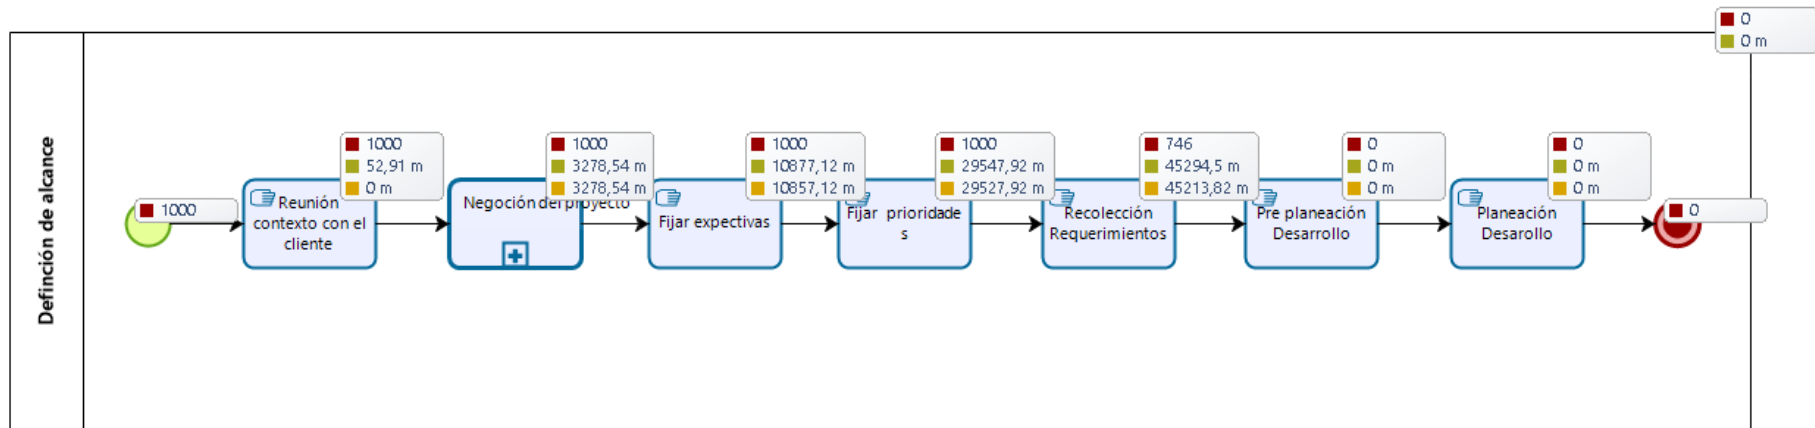 0
0 m
Definción de alcance
1000
1000
52,91 m
0 m
Reunión
contexto con el
cliente
1000
3278,54 m
3278,54 m
Negoción del proyecto
1000
10877,12 m
10857,12 m
Fijar expectivas
1000
29547,92 m
29527,92 m
Fijar prioridade
s
746
45294,5 m
45213,82 m
Recolección
Requerimientos
0
0 m
0 m
Pre planeación
Desarrollo
0
0 m
0 m
Planeación
Desarollo
0